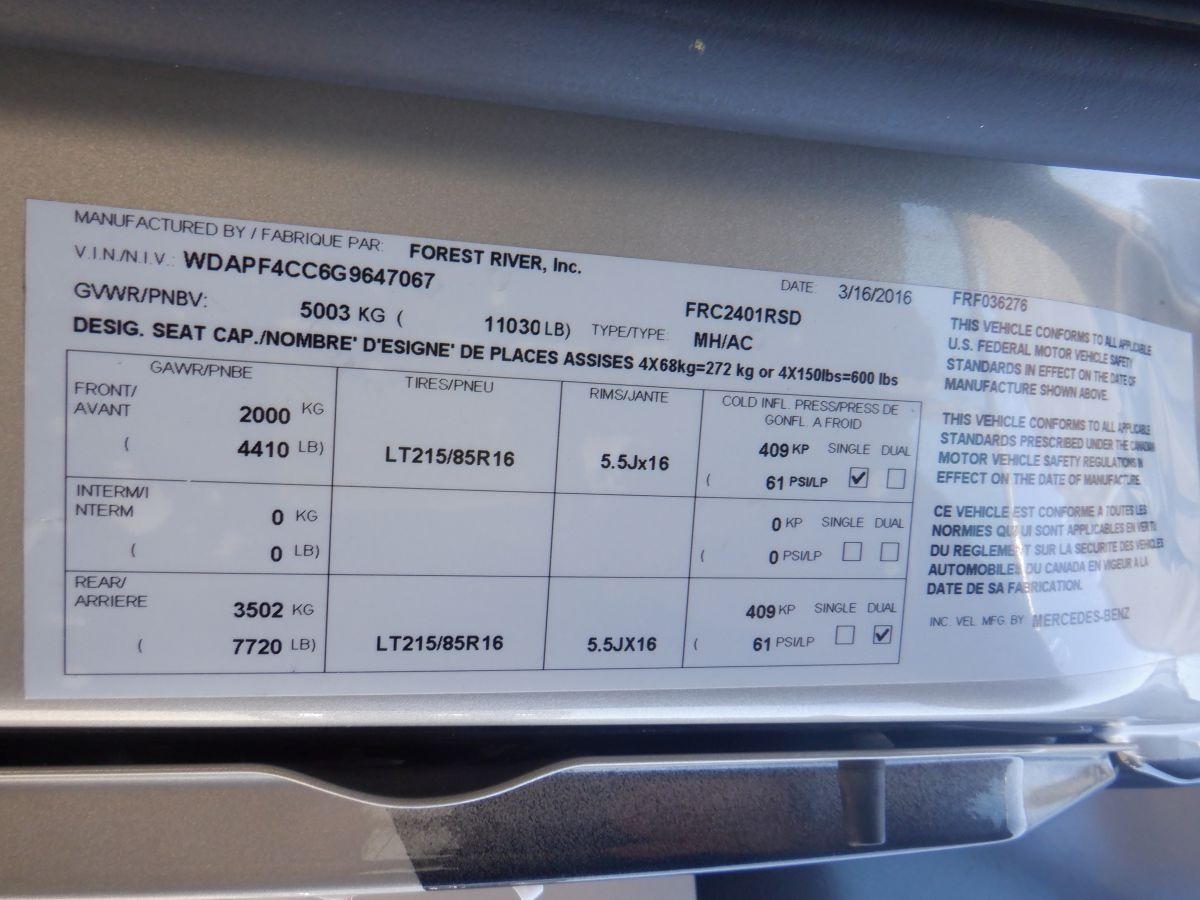 MANUFACTURED BY / FABRIQUE PAR: FOREST RIVER, Inc.
V.I.N./N.I.V.: WDAPF4CC6G9647067
DATE: 3/16/2016
GVWR/PNBV: 5003 KG ( 11030 LB) TYPE/TYPE: FRC2401RSD
MH/AC
DESIG. SEAT CAP./NOMBRE' D'ESIGNE' DE PLACES ASSISES 4X68kg=272 kg or 4X150lbs=600 lbs
GAWR/PNBE TIRES/PNEU RIMS/JANTE COLD INFL. PRESS/PRESS DE
GONFL. A FROID
FRONT/
AVANT 2000 KG
( 4410 LB) LT215/85R16 5.5Jx16
409 KP SINGLE DUAL
( 61 PSI/LP
INTERM/I
NTERM 0 KG
( 0 LB)
0 KP SINGLE DUAL
( 0 PSI/LP
REAR/
ARRIERE 3502 KG
( 7720 LB) LT215/85R16 5.5JX16
409 KP SINGLE DUAL
( 61 PSI/LP
FRF036276
THIS VEHICLE CONFORMS TO ALL APPLICABLE
U.S. FEDERAL MOTOR VEHICLE SAFETY
STANDARDS IN EFFECT ON THE DATE OF
MANUFACTURE SHOWN ABOVE.
THIS VEHICLE CONFORMS TO ALL APPLICABLE
STANDARDS PRESCRIBED UNDER THE CANADIAN
MOTOR VEHICLE SAFETY REGULATIONS IN
EFFECT ON THE DATE OF MANUFACTURE.
CE VEHICLE EST CONFORME A TOUTES LES
NORMIES QUI LUI SONT APPLICABLES EN VERTU
DU REGLEMENT SUR LA SECURITE DES VEHICLES
AUTOMOBILES DU CANADA EN VIGEUR A LA
DATE DE SA FABRICATION.
INC. VEL. MFG. BY MERCEDES-BENZ